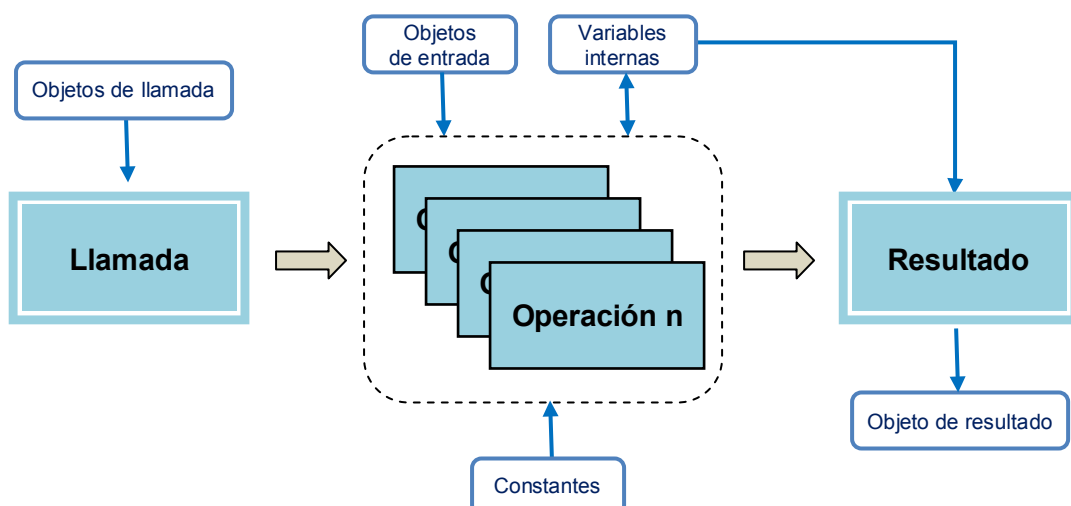 Objetos
de entrada
Variables
internas
Objetos de llamada
Llamada
Operación n
Resultado
Objeto de resultado
Constantes